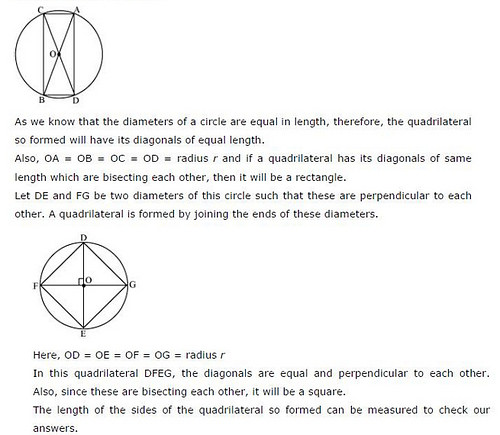 C A
O
B D
As we know that the diameters of a circle are equal in length, therefore, the quadrilateral
so formed will have its diagonals of equal length.
Also, OA = OB = OC = OD = radius r and if a quadrilateral has its diagonals of same
length which are bisecting each other, then it will be a rectangle.
Let DE and FG be two diameters of this circle such that these are perpendicular to each
other. A quadrilateral is formed by joining the ends of these diameters.
D
F O G
E
Here, OD = OE = OF = OG = radius r
In this quadrilateral DFEG, the diagonals are equal and perpendicular to each other.
Also, since these are bisecting each other, it will be a square.
The length of the sides of the quadrilateral so formed can be measured to check our
answers.